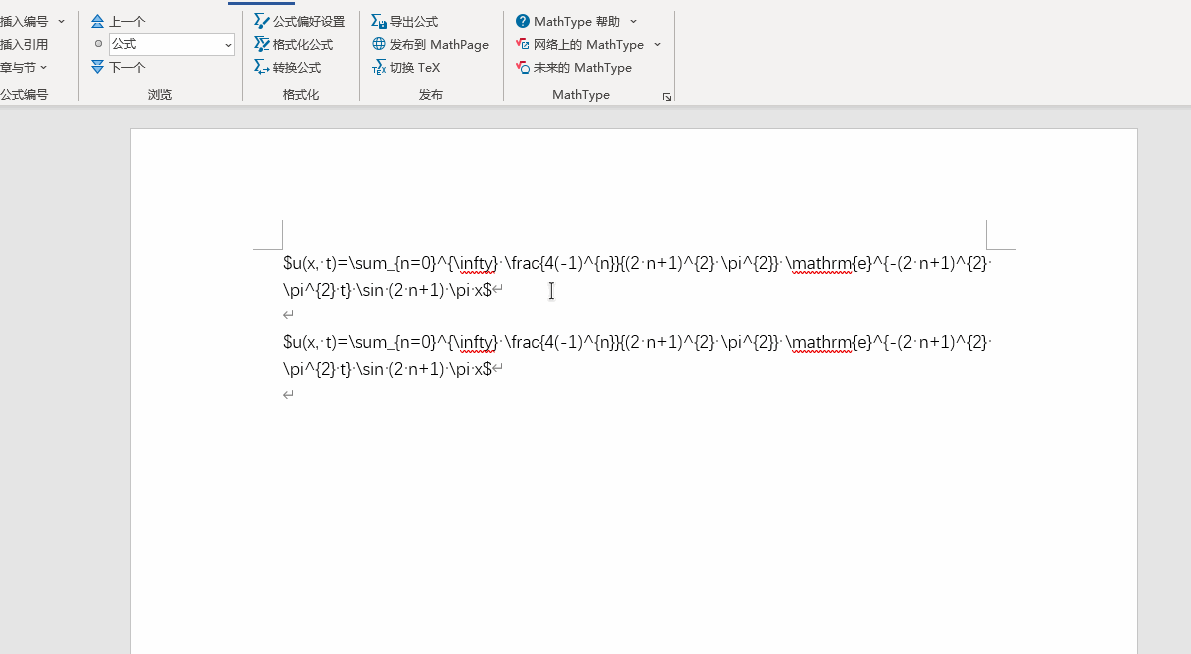 插入编号 上一个 公式偏好设置 导出公式 MathType 帮助
插入引用 公式 格式化公式 发布到 MathPage 网络上的 MathType
章与节 下一个 转换公式 切换 TeX 未来的 MathType
公式编号 浏览 格式化 发布 MathType
$u(x, t)=\sum_{n=0}^{\infty} \frac{4(-1)^{n}}{(2 n+1)^{2} \pi^{2}} \mathrm{e}^{-(2 n+1)^{2}
\pi^{2} t} \sin (2 n+1) \pi x$
$u(x, t)=\sum_{n=0}^{\infty} \frac{4(-1)^{n}}{(2 n+1)^{2} \pi^{2}} \mathrm{e}^{-(2 n+1)^{2}
\pi^{2} t} \sin (2 n+1) \pi x$